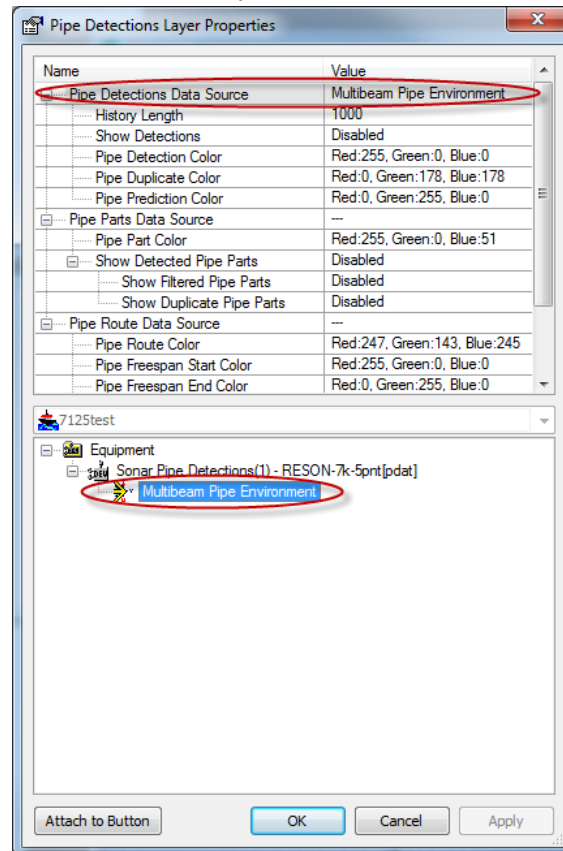 Pipe Detections Layer Properties
Name Value
Pipe Detections Data Source Multibeam Pipe Environment
History Length 1000
Show Detections Disabled
Pipe Detection Color Red:255, Green:0, Blue:0
Pipe Duplicate Color Red:0, Green:178, Blue:178
Pipe Prediction Color Red:0, Green:255, Blue:0
Pipe Parts Data Source ---
Pipe Part Color Red:255, Green:0, Blue:51
Show Detected Pipe Parts Disabled
Show Filtered Pipe Parts Disabled
Show Duplicate Pipe Parts Disabled
Pipe Route Data Source ---
Pipe Route Color Red:247, Green:143, Blue:245
Pipe Freespan Start Color Red:255, Green:0, Blue:0
Pipe Freespan End Color Red:0, Green:255, Blue:0
7125test
Equipment
Sonar Pipe Detections(1) - RESON-7k-5pnt[pdat]
Multibeam Pipe Environment
Attach to Button OK Cancel Apply